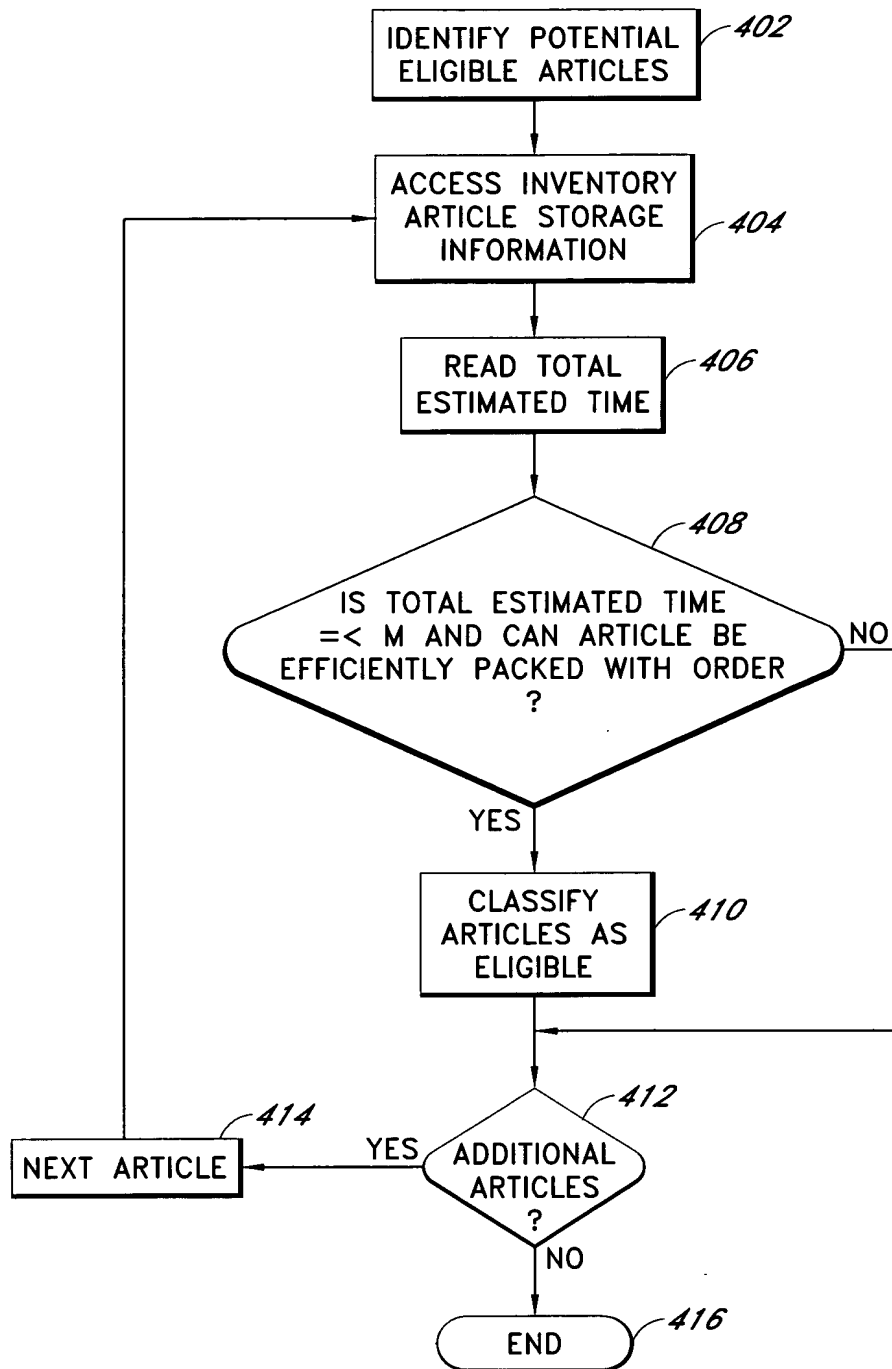 IDENTIFY POTENTIAL
ELIGIBLE ARTICLES
402
ACCESS INVENTORY
ARTICLE STORAGE
INFORMATION
404
READ TOTAL
ESTIMATED TIME
406
408
IS TOTAL ESTIMATED TIME
=< M AND CAN ARTICLE BE
EFFICIENTLY PACKED WITH ORDER
?
NO
YES
CLASSIFY
ARTICLES AS
ELIGIBLE
410
412
ADDITIONAL
ARTICLES
?
YES
414
NEXT ARTICLE
NO
END
416